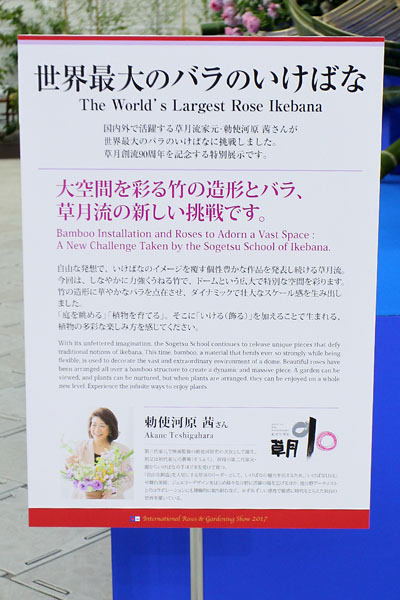 世界最大のバラのいけばな
The World's Largest Rose Ikebana
国内外で活躍する草月流家元・勅使河原 茜さんが
世界最大のバラのいけばなに挑戦しました。
草月創流90周年を記念する特別展示です。
大空間を彩る竹の造形とバラ、
草月流の新しい挑戦です。
Bamboo Installation and Roses to Adorn a Vast Space :
A New Challenge Taken by the Sogetsu School of Ikebana.
自由な発想で、いけばなのイメージを覆す個性豊かな作品を発表し続ける草月流。
今回は、しなやかに力強くうねる竹で、ドームという広大で特別な空間を彩ります。
竹の造形に華やかなバラを点在させ、ダイナミックで壮大なスケール感を生み出し
ました。
「庭を眺める」「植物を育てる」。そこに「いける(飾る)」を加えることで生まれる、
植物の多彩な楽しみ方を感じてください。
With its unfettered imagination, the Sogetsu School continues to release unique pieces that defy
traditional notions of Ikebana. This time, bamboo, a material that bends ever so strongly while being
flexible, is used to decorate the vast and extraordinary environment of a dome. Beautiful roses have
been arranged all over a bamboo structure to create a dynamic and massive piece. A garden can be
viewed, and plants can be nurtured, but when plants are arranged, they can be enjoyed on a whole
new level. Experience the infinite ways to enjoy plants.
勅使河原 茜さん
Akane Teshigahara
草
International Roses & Gardening Show 2017